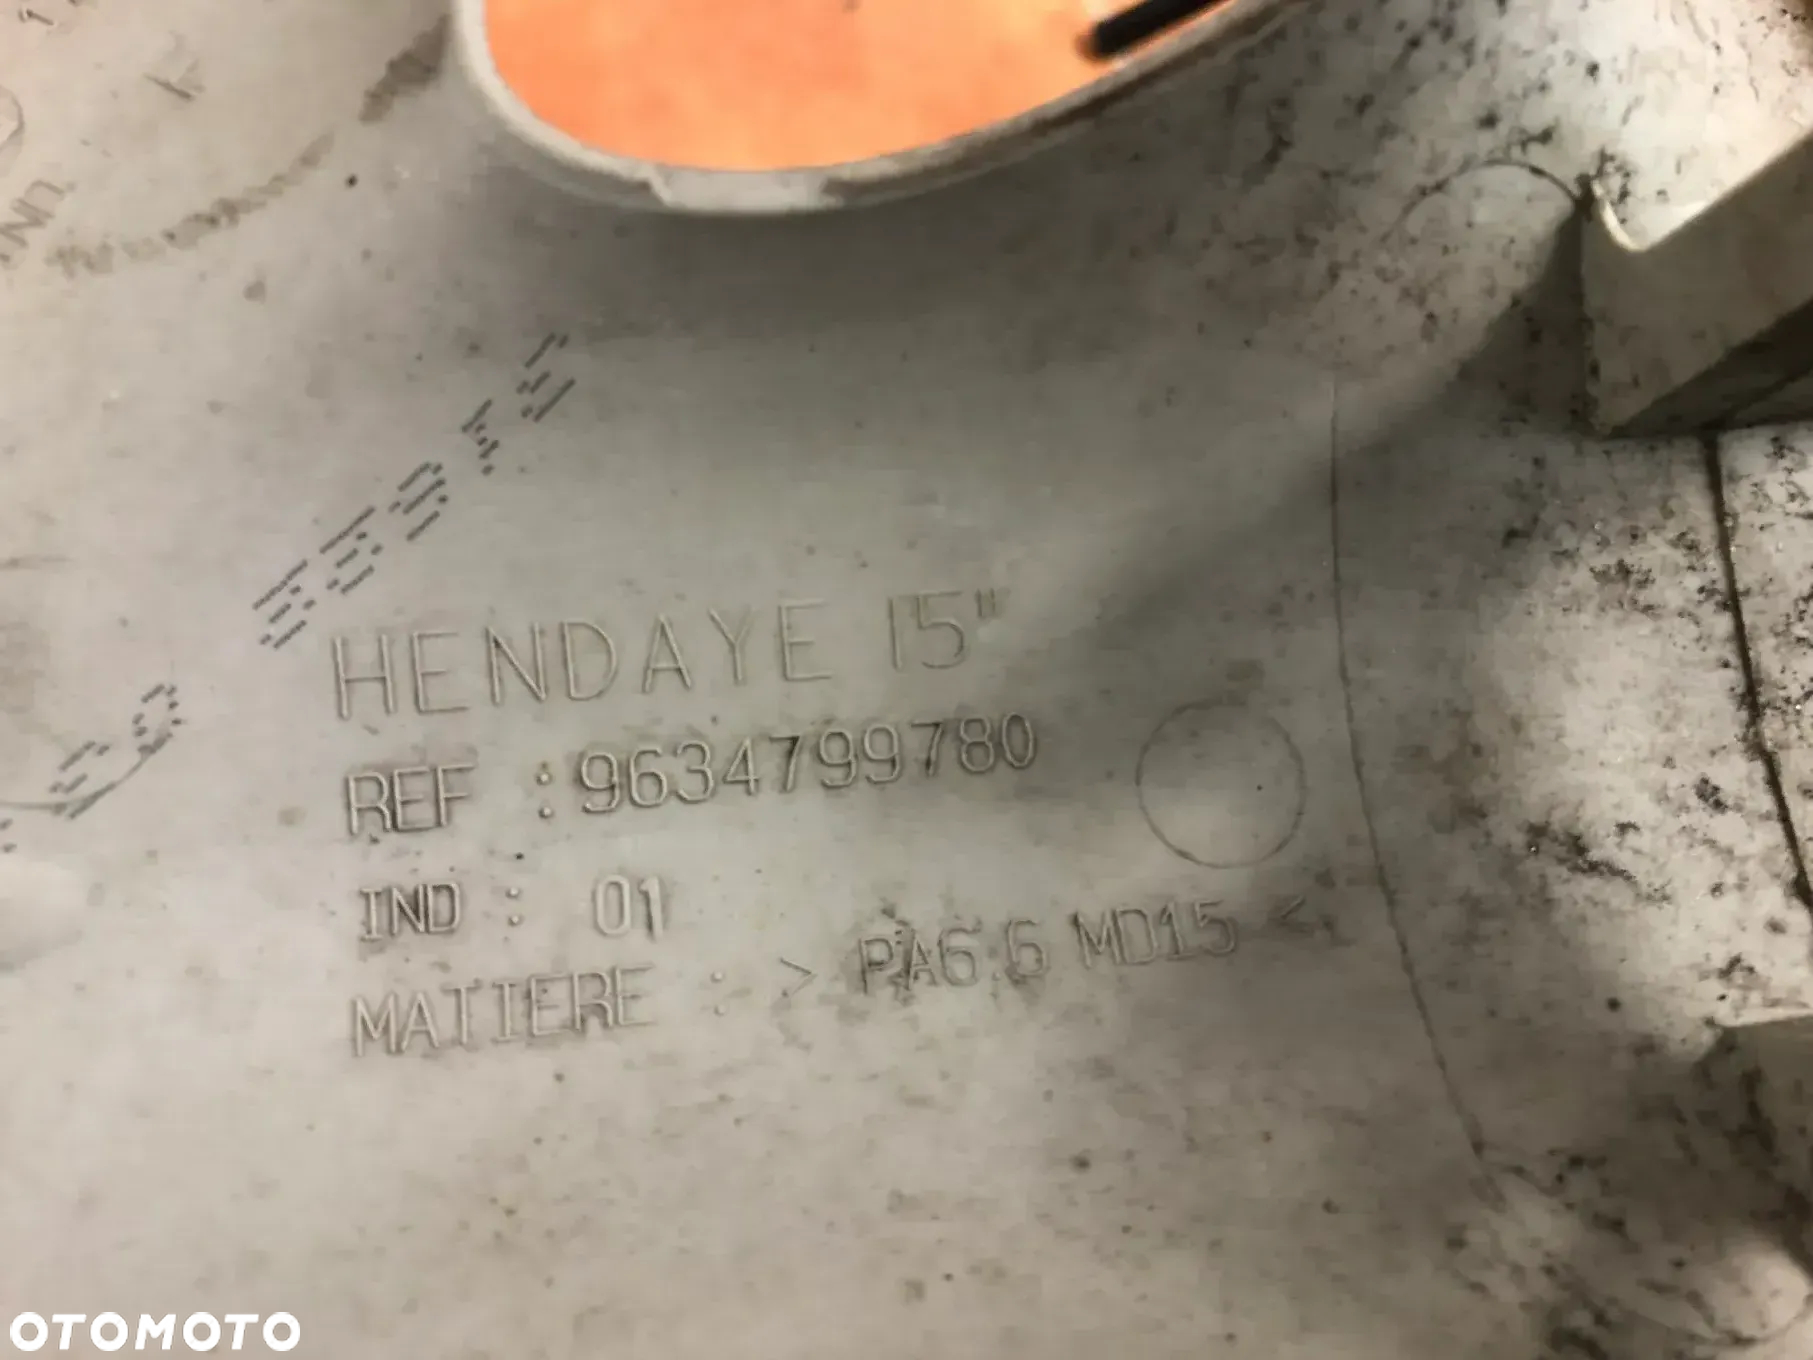 HENDAYE 15"
REF : 9634799780
IND : 01
MATIERE : > PA6.6 MD15 <
OTOMOTO